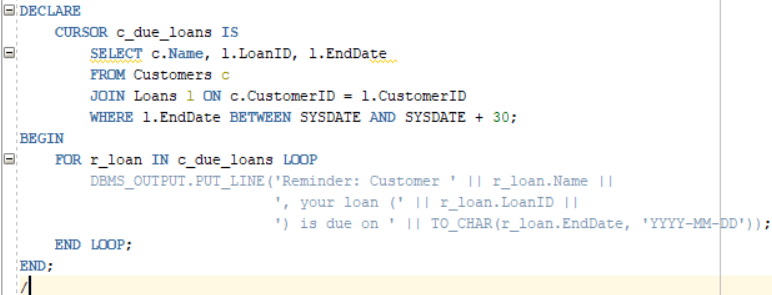 DECLARE
    CURSOR c_due_loans IS
        SELECT c.Name, l.LoanID, l.EndDate
        FROM Customers c
        JOIN Loans l ON c.CustomerID = l.CustomerID
        WHERE l.EndDate BETWEEN SYSDATE AND SYSDATE + 30;
BEGIN
    FOR r_loan IN c_due_loans LOOP
        DBMS_OUTPUT.PUT_LINE('Reminder: Customer ' || r_loan.Name ||
                             ', your loan (' || r_loan.LoanID ||
                             ') is due on ' || TO_CHAR(r_loan.EndDate, 'YYYY-MM-DD'));
    END LOOP;
END;
/